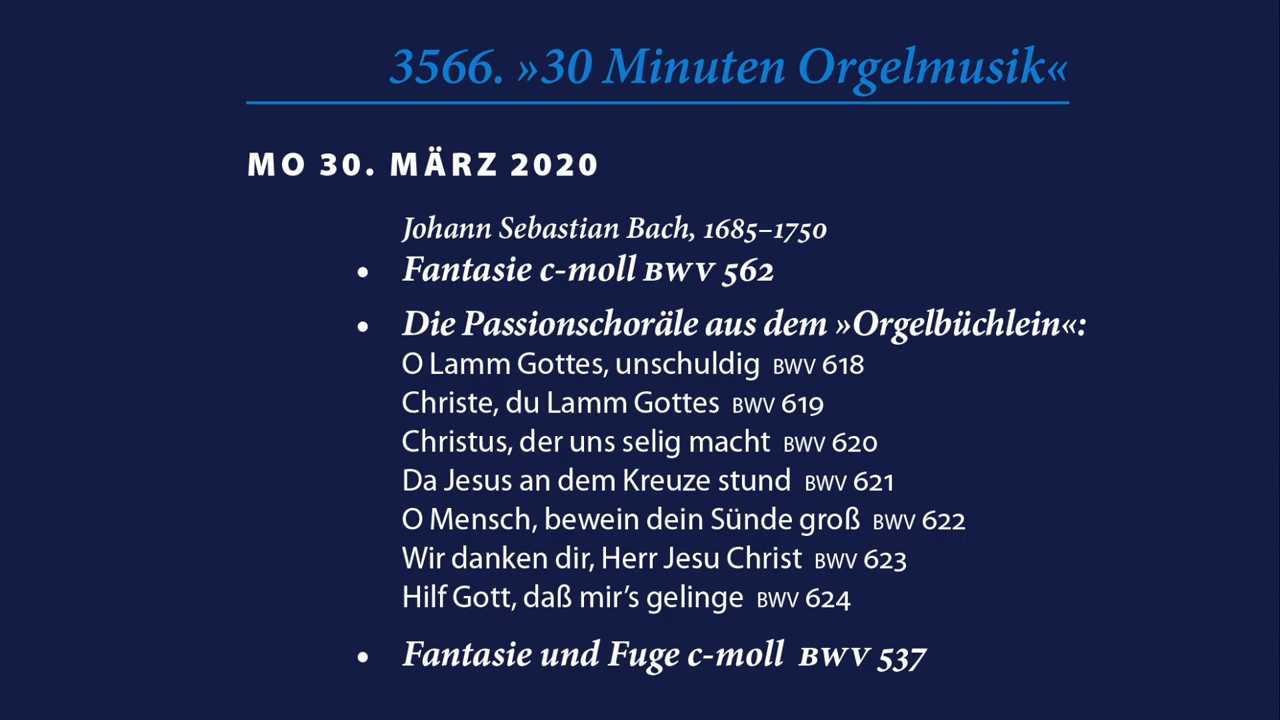 3566. »30 Minuten Orgelmusik«
MO 30. MÄRZ 2020
Johann Sebastian Bach, 1685–1750
• Fantasie c-moll BWV 562
• Die Passionschoräle aus dem »Orgelbüchlein«:
O Lamm Gottes, unschuldig BWV 618
Christe, du Lamm Gottes BWV 619
Christus, der uns selig macht BWV 620
Da Jesus an dem Kreuze stund BWV 621
O Mensch, bewein dein Sünde groß BWV 622
Wir danken dir, Herr Jesu Christ BWV 623
Hilf Gott, daß mir’s gelinge BWV 624
• Fantasie und Fuge c-moll BWV 537